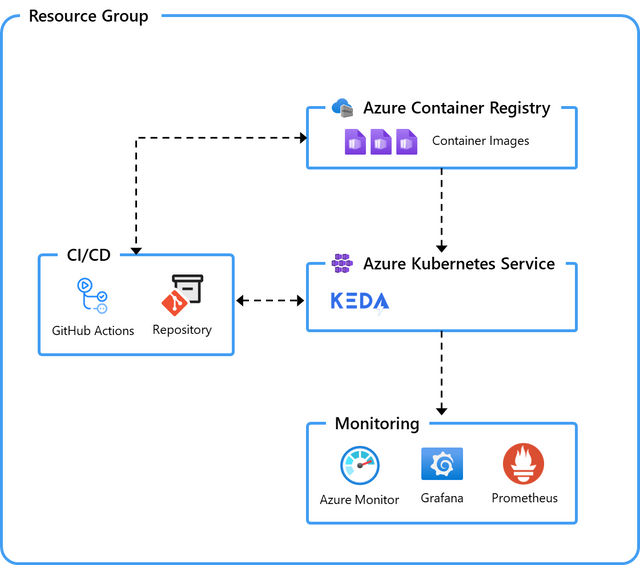 Resource Group
Azure Container Registry
Container Images
CI/CD
GitHub Actions
Repository
Azure Kubernetes Service
KEDA
Monitoring
Azure Monitor
Grafana
Prometheus